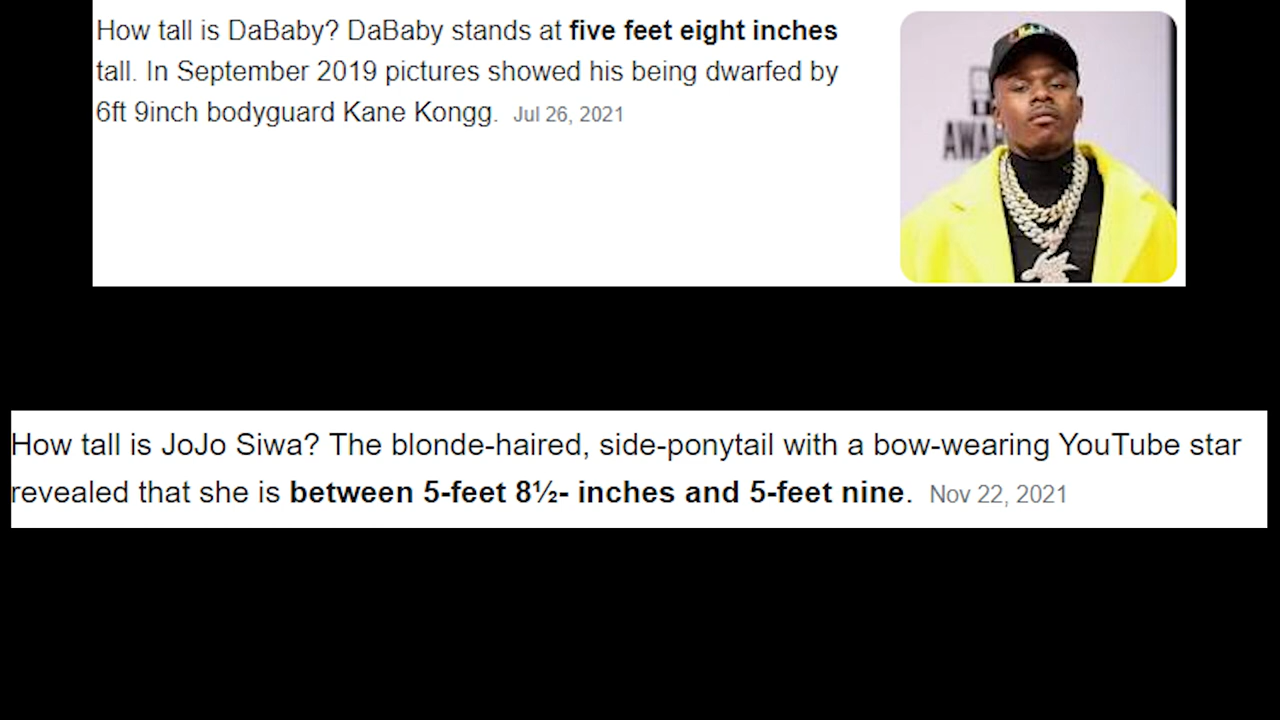 How tall is DaBaby? DaBaby stands at five feet eight inches
tall. In September 2019 pictures showed his being dwarfed by
6ft 9inch bodyguard Kane Kongg. Jul 26, 2021
AWA
How tall is JoJo Siwa? The blonde-haired, side-ponytail with a bow-wearing YouTube star
revealed that she is between 5-feet 8½- inches and 5-feet nine. Nov 22, 2021